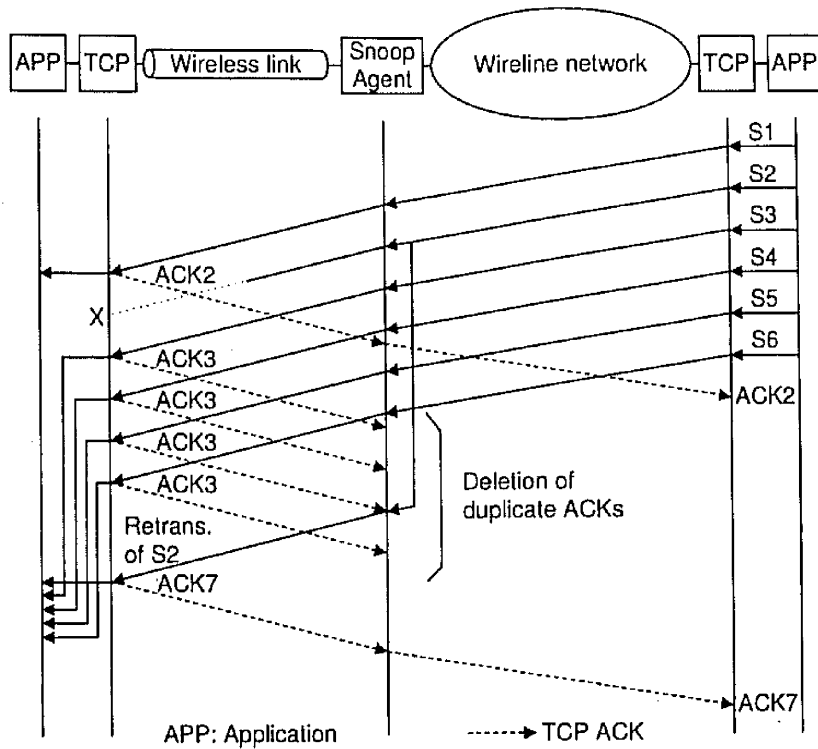 APP
TCP
Wireless link
Snoop
Agent
Wireline network
TCP
APP
S1
S2
S3
S4
S5
S6
ACK2
X
ACK3
ACK3
ACK3
ACK3
ACK2
Deletion of
duplicate ACKs
Retrans.
of S2
ACK7
ACK7
APP: Application
TCP ACK